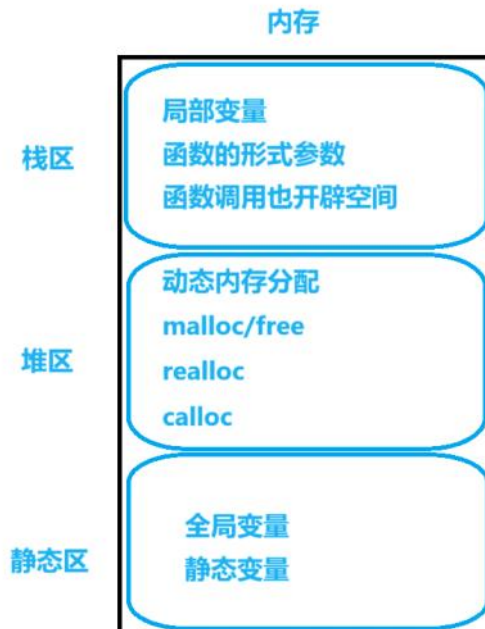 内存
栈区
局部变量
函数的形式参数
函数调用也开辟空间
堆区
动态内存分配
malloc/free
realloc
calloc
静态区
全局变量
静态变量